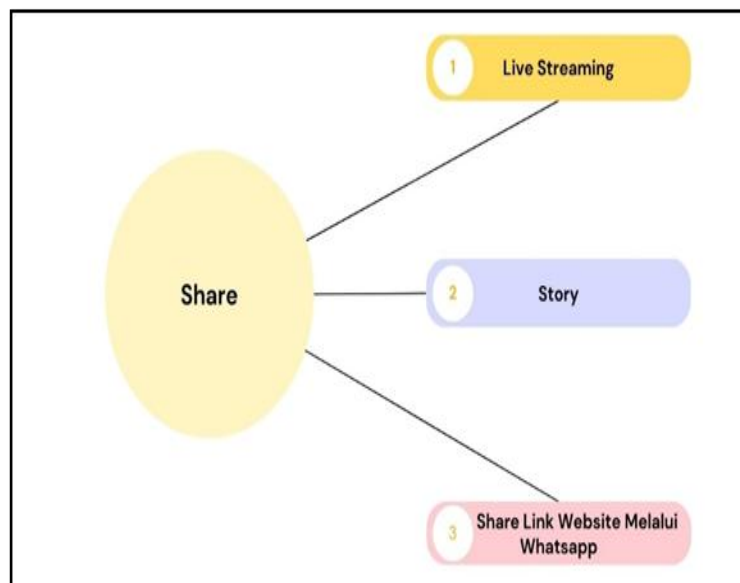 Share
1
Live Streaming
2
Story
3
Share Link Website Melalui
Whatsapp